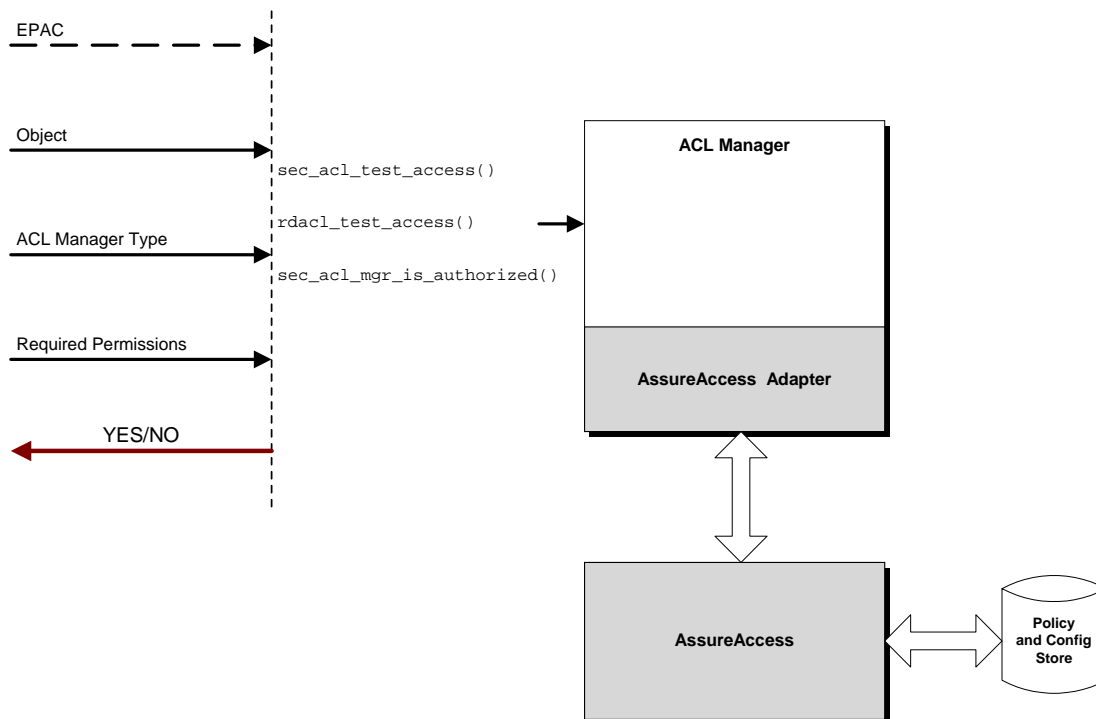 EPAC
Object
ACL Manager
sec_acl_test_access()
rdacl_test_access()
ACL Manager Type
sec_acl_mgr_is_authorized()
Required Permissions
AssureAccess Adapter
YES/NO
AssureAccess
Policy
and Config
Store